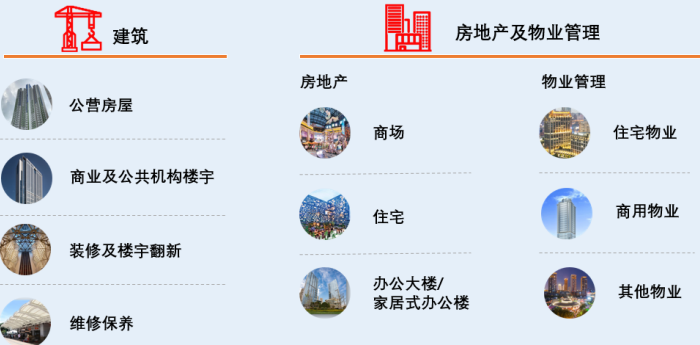 建筑
房地产及物业管理
公营房屋
商业及公共机构楼宇
装修及楼宇翻新
维修保养
房地产
商场
住宅
办公大楼/
家居式办公楼
物业管理
住宅物业
商用物业
其他物业